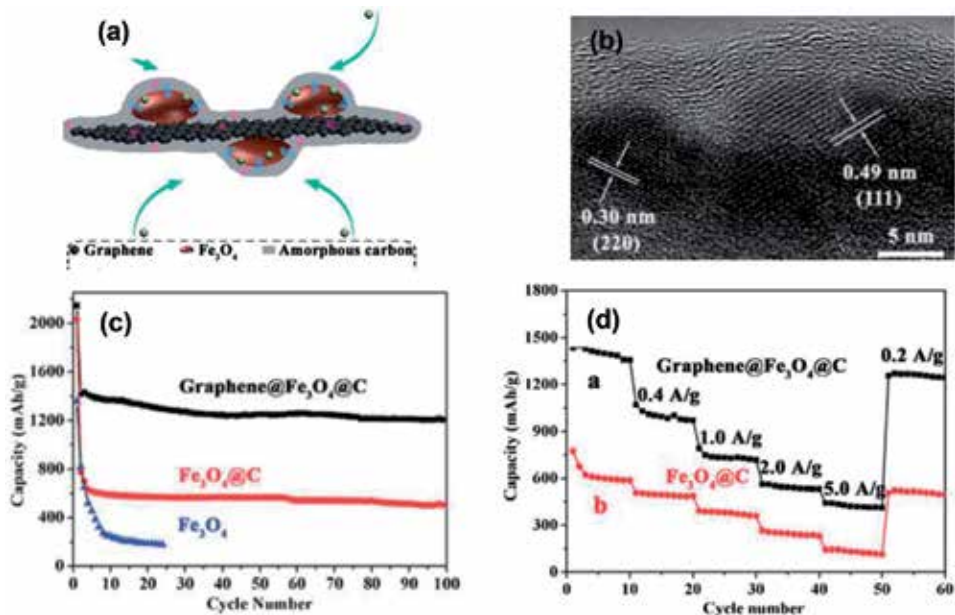 (a)
Graphene Fe₃O₄ Amorphous carbon
(b)
0.30 nm
(220)
0.49 nm
(111)
5 nm
(c)
Capacity (mAh/g)
2000
1600
1200
800
400
0
Graphene@Fe₃O₄@C
Fe₃O₄@C
Fe₃O₄
0 10 20 30 40 50 60 70 80 90 100
Cycle Number
(d)
Capacity (mAh/g)
1800
1500
1200
900
600
300
0
a
Graphene@Fe₃O₄@C
0.2 A/g
0.4 A/g
1.0 A/g
2.0 A/g
5.0 A/g
Fe₃O₄@C
b
0 10 20 30 40 50 60
Cycle number